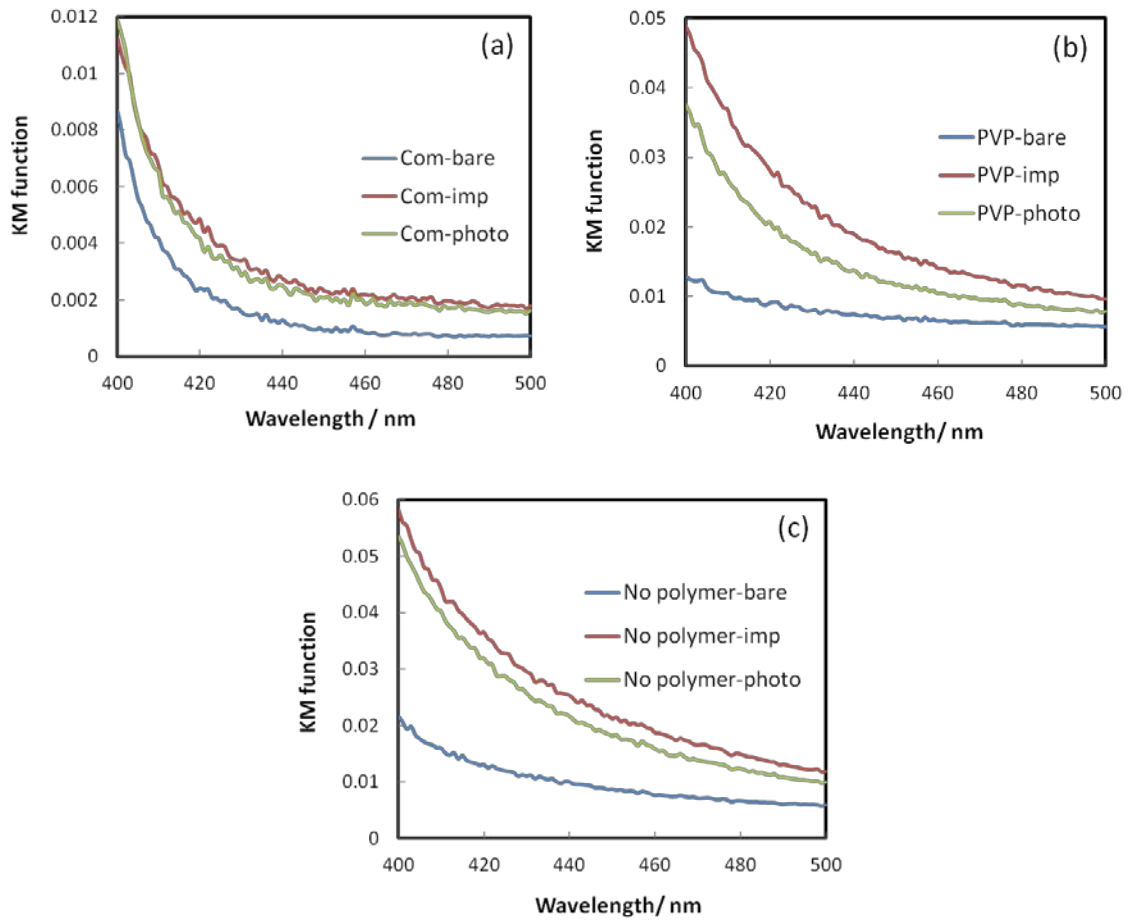 (a)
KM function
0.012
0.01
0.008
0.006
0.004
0.002
0
Com-bare
Com-imp
Com-photo
400 420 440 460 480 500
Wavelength / nm
(b)
KM function
0.05
0.04
0.03
0.02
0.01
0
PVP-bare
PVP-imp
PVP-photo
400 420 440 460 480 500
Wavelength/ nm
(c)
KM function
0.06
0.05
0.04
0.03
0.02
0.01
0
No polymer-bare
No polymer-imp
No polymer-photo
400 420 440 460 480 500
Wavelength/ nm